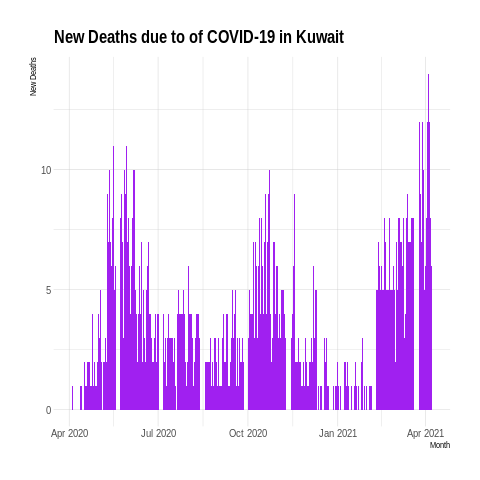 New Deaths due to of COVID-19 in Kuwait
New Deaths
10
5
0
Apr 2020 Jul 2020 Oct 2020 Jan 2021 Apr 2021
Month